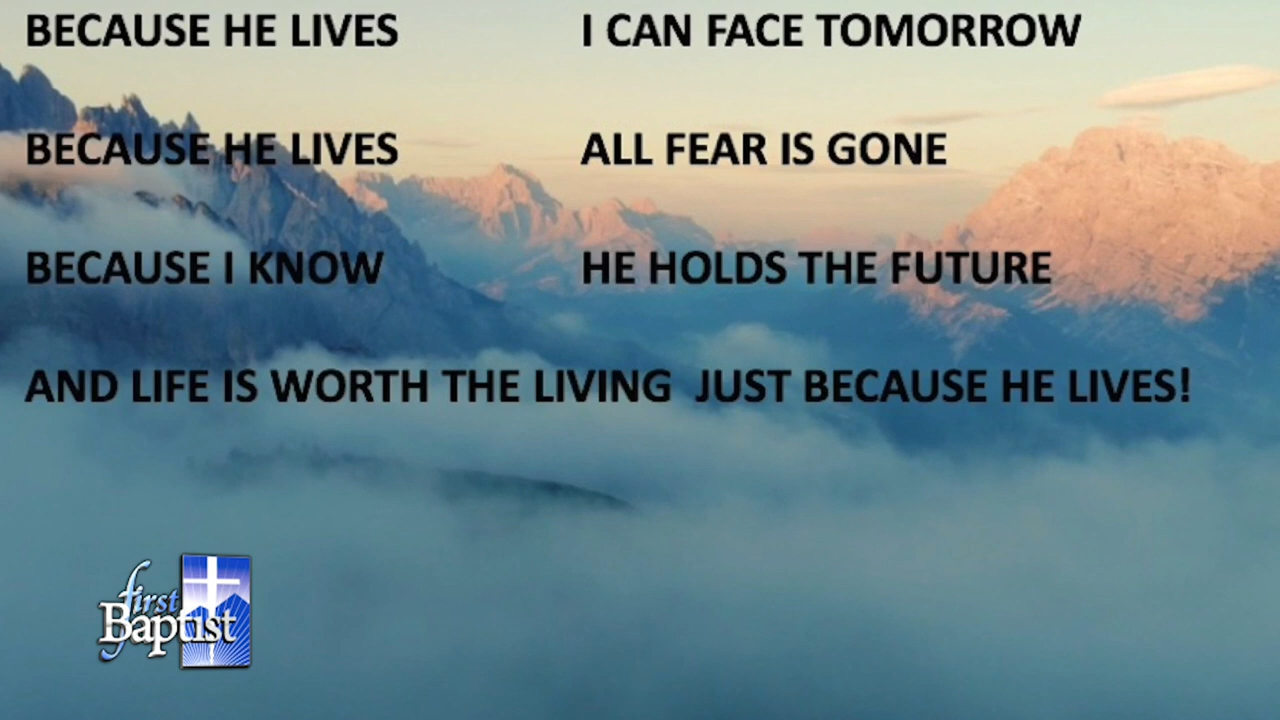 BECAUSE HE LIVES I CAN FACE TOMORROW
BECAUSE HE LIVES ALL FEAR IS GONE
BECAUSE I KNOW HE HOLDS THE FUTURE
AND LIFE IS WORTH THE LIVING JUST BECAUSE HE LIVES!
first
Baptist